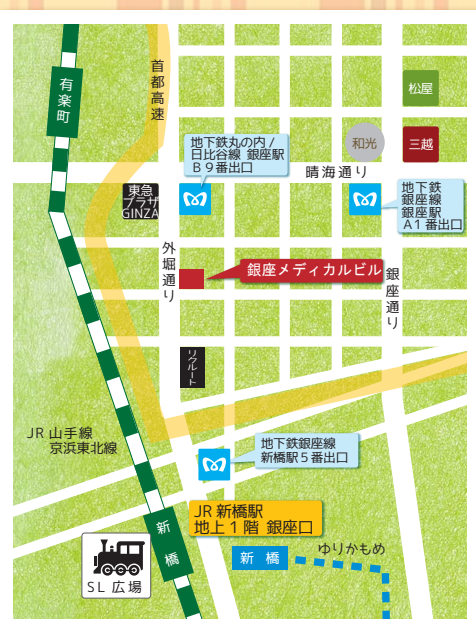 有楽町
首都高速
松屋
和光
三越
地下鉄丸の内/
日比谷線 銀座駅
B9番出口
晴海通り
地下鉄
銀座線
銀座駅
A1番出口
東急
プラザ
GINZA
外堀通り
銀座メディカルビル
銀座通り
リクルート
JR 山手線
京浜東北線
地下鉄銀座線
新橋駅5番出口
JR 新橋駅
地上1階 銀座口
新橋
新橋
ゆりかもめ
SL 広場